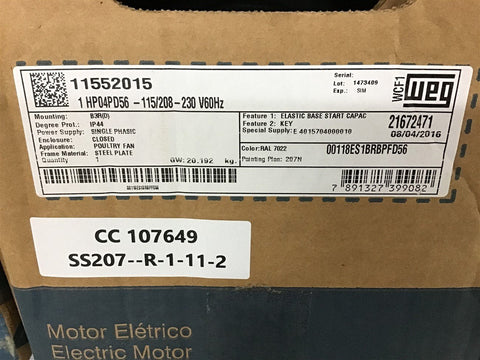 11552015
1 HP04PD56 -115/208-230 V60Hz
Serial:
Lot: 1473409
Exp.: SIM
WCF1
WEG
Mounting: B3R(D)
Degree Prot.: IP44
Power Supply: SINGLE PHASIC
Enclosure: CLOSED
Application: POULTRY FAN
Frame Material: STEEL PLATE
Quantity 1 GW: 20.192 kg.
Feature 1: ELASTIC BASE START CAPAC
Feature 2: KEY
Special Supply: E 4015704000010
21672471
08/04/2016
Color: RAL 7022
00118ES1BRBPFD56
Painting Plan: 207N
7 891327 399082
CC 107649
SS207--R-1-11-2
Motor Elétrico
Electric Motor